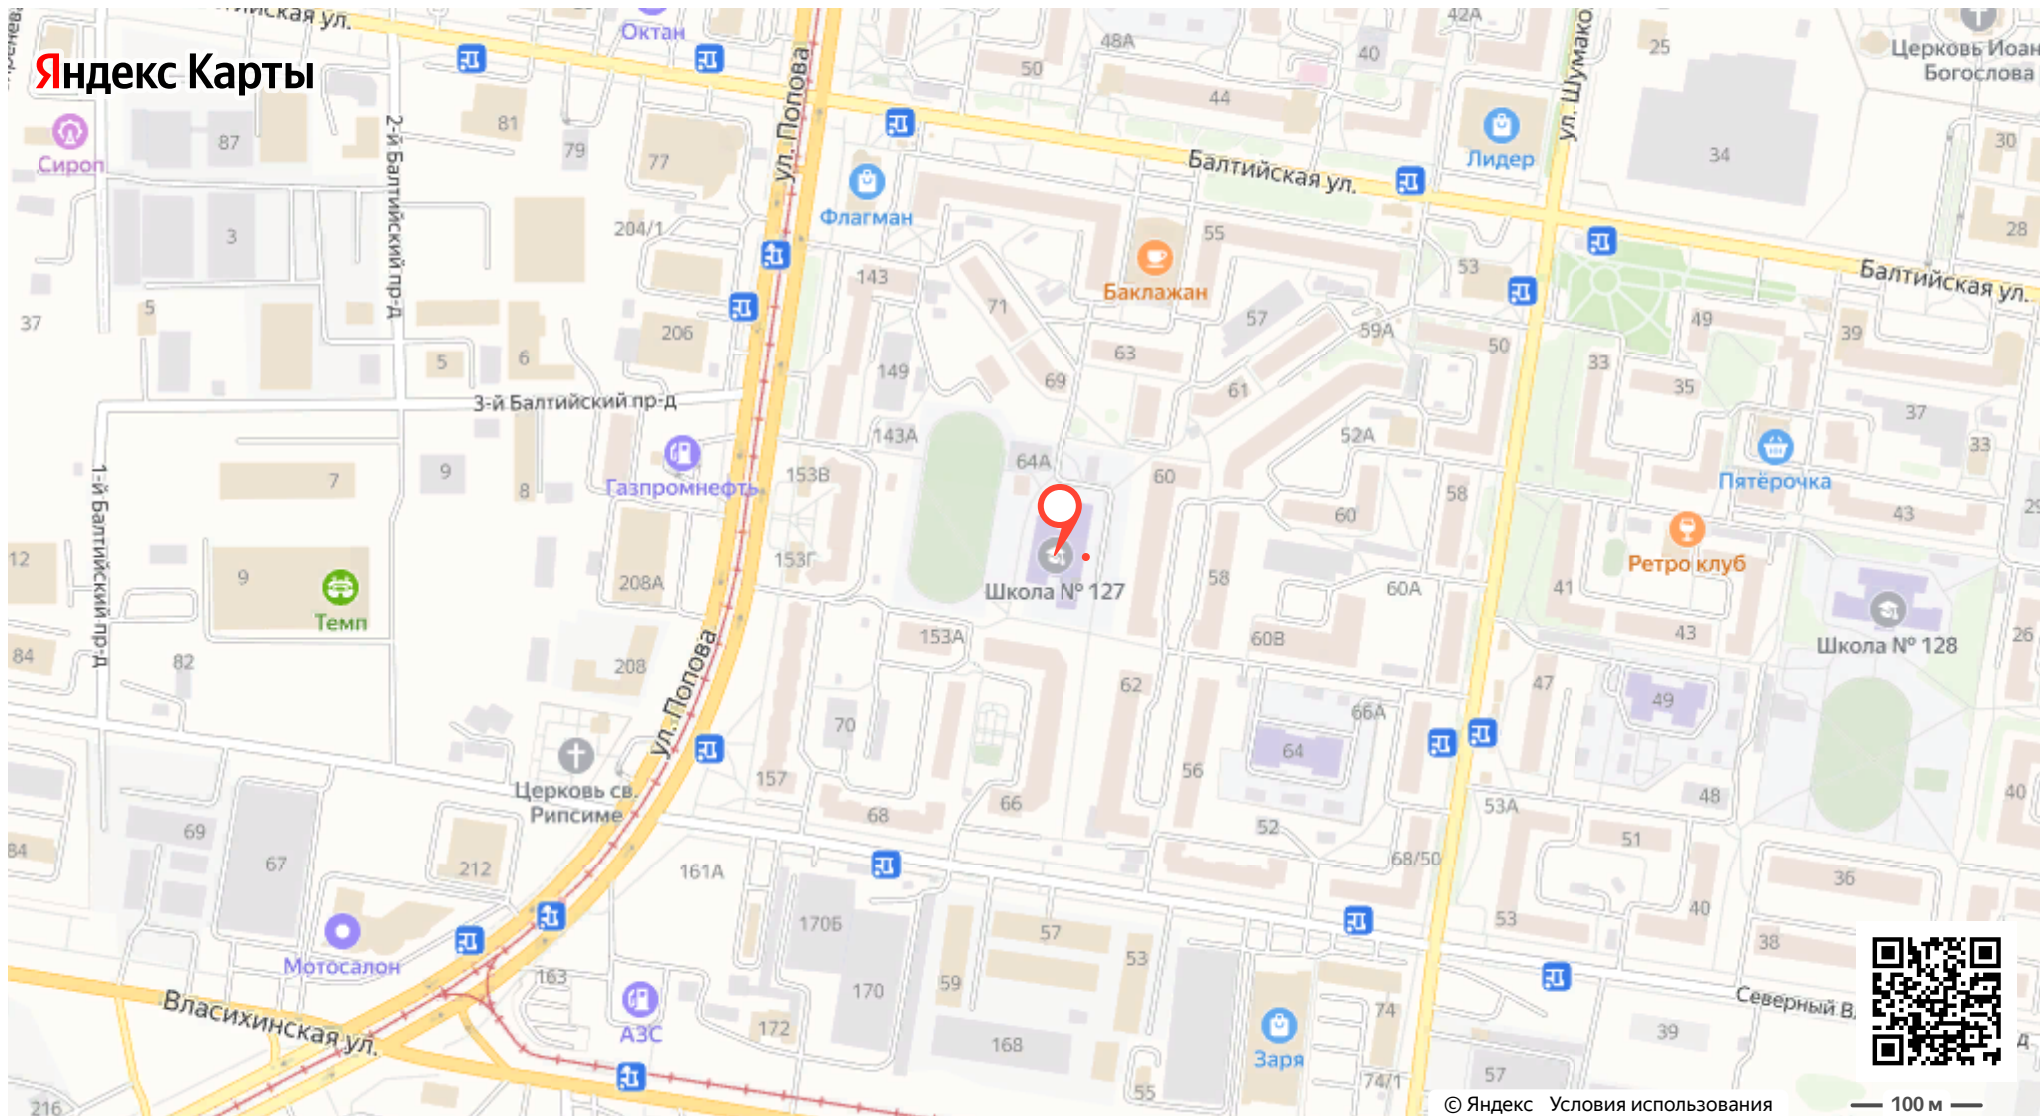 Балтийская ул.
Октан
48А
42А
ул. Шумакова
25
Церковь Иоан
Богослова
Яндекс Карты
50
40
44
81
87
79
77
ул. Попова
Сироп
2-й Балтийский пр-д
Лидер
34
30
Балтийская ул.
Флагман
3
204/1
55
28
143
53
Баклажан
Балтийская ул.
5
37
71
57
59А
49
39
206
50
5
6
63
33
149
69
61
35
3-й Балтийский пр-д
37
143А
52А
33
64А
153В
60
Газпромнефть
Пятёрочка
7
9
8
58
60
43
29
1-й Балтийский пр-д
12
9
153Г
Ретро клуб
208А
58
60А
41
Школа № 127
Темп
153А
60В
43
26
Школа № 128
84
82
208
ул. Попова
62
47
49
66А
70
64
56
157
Церковь св.
Рипсиме
66
68
53А
48
40
69
52
51
84
67
212
161А
68/50
36
40
170Б
57
53
38
53
Мотосалон
163
59
170
Власихинская ул.
АЗС
172
168
74
Заря
Северный В
39
д
55
74/1
57
216
© Яндекс Условия использования
100 м